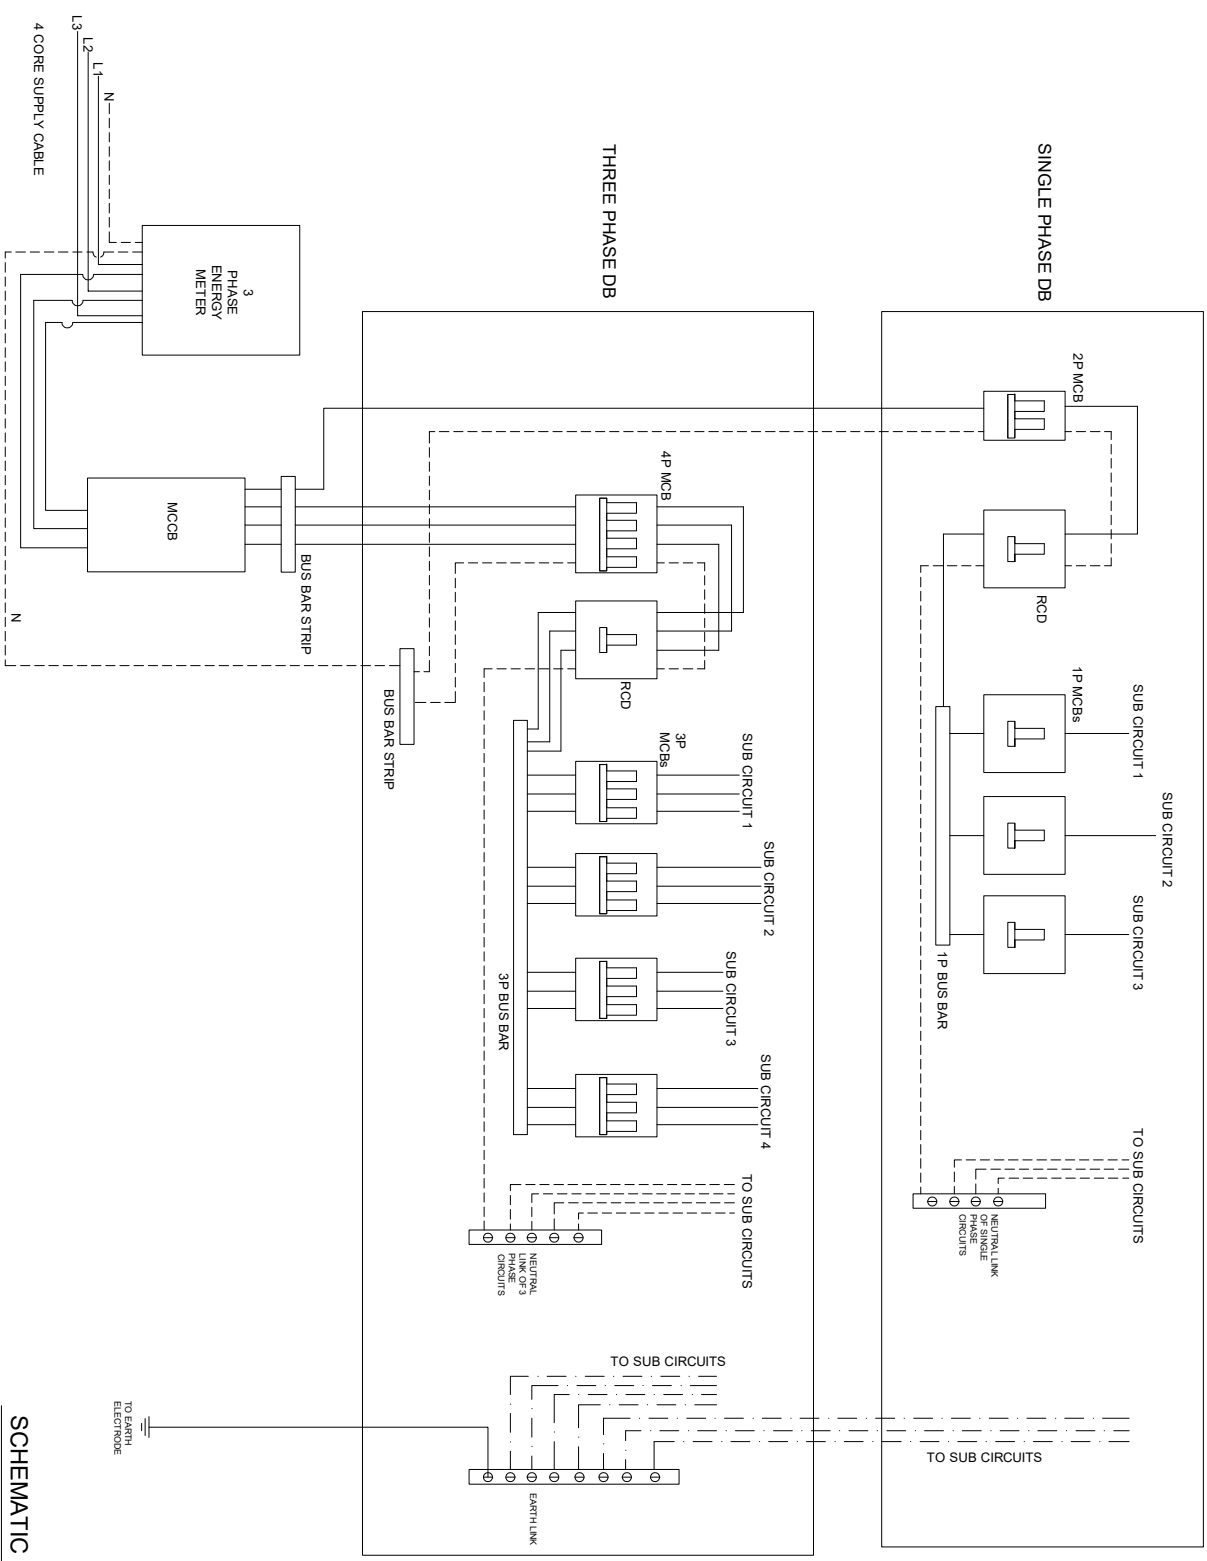 SINGLE PHASE DB
2P MCB
RCD
1P MCBs
SUB CIRCUIT 1
SUB CIRCUIT 2
SUB CIRCUIT 3
1P BUS BAR
TO SUB CIRCUITS
NEUTRAL LINK
OF SINGLE
PHASE
CIRCUITS
THREE PHASE DB
4P MCB
RCD
3P
MCBs
SUB CIRCUIT 1
SUB CIRCUIT 2
SUB CIRCUIT 3
SUB CIRCUIT 4
3P BUS BAR
TO SUB CIRCUITS
NEUTRAL
LINK OF 3
PHASE
CIRCUITS
TO SUB CIRCUITS
TO SUB CIRCUITS
EARTH LINK
3
PHASE
ENERGY
METER
MCCB
BUS BAR STRIP
BUS BAR STRIP
N
N
L1
L2
L3
4 CORE SUPPLY CABLE
TO EARTH
ELECTRODE
SCHEMATIC